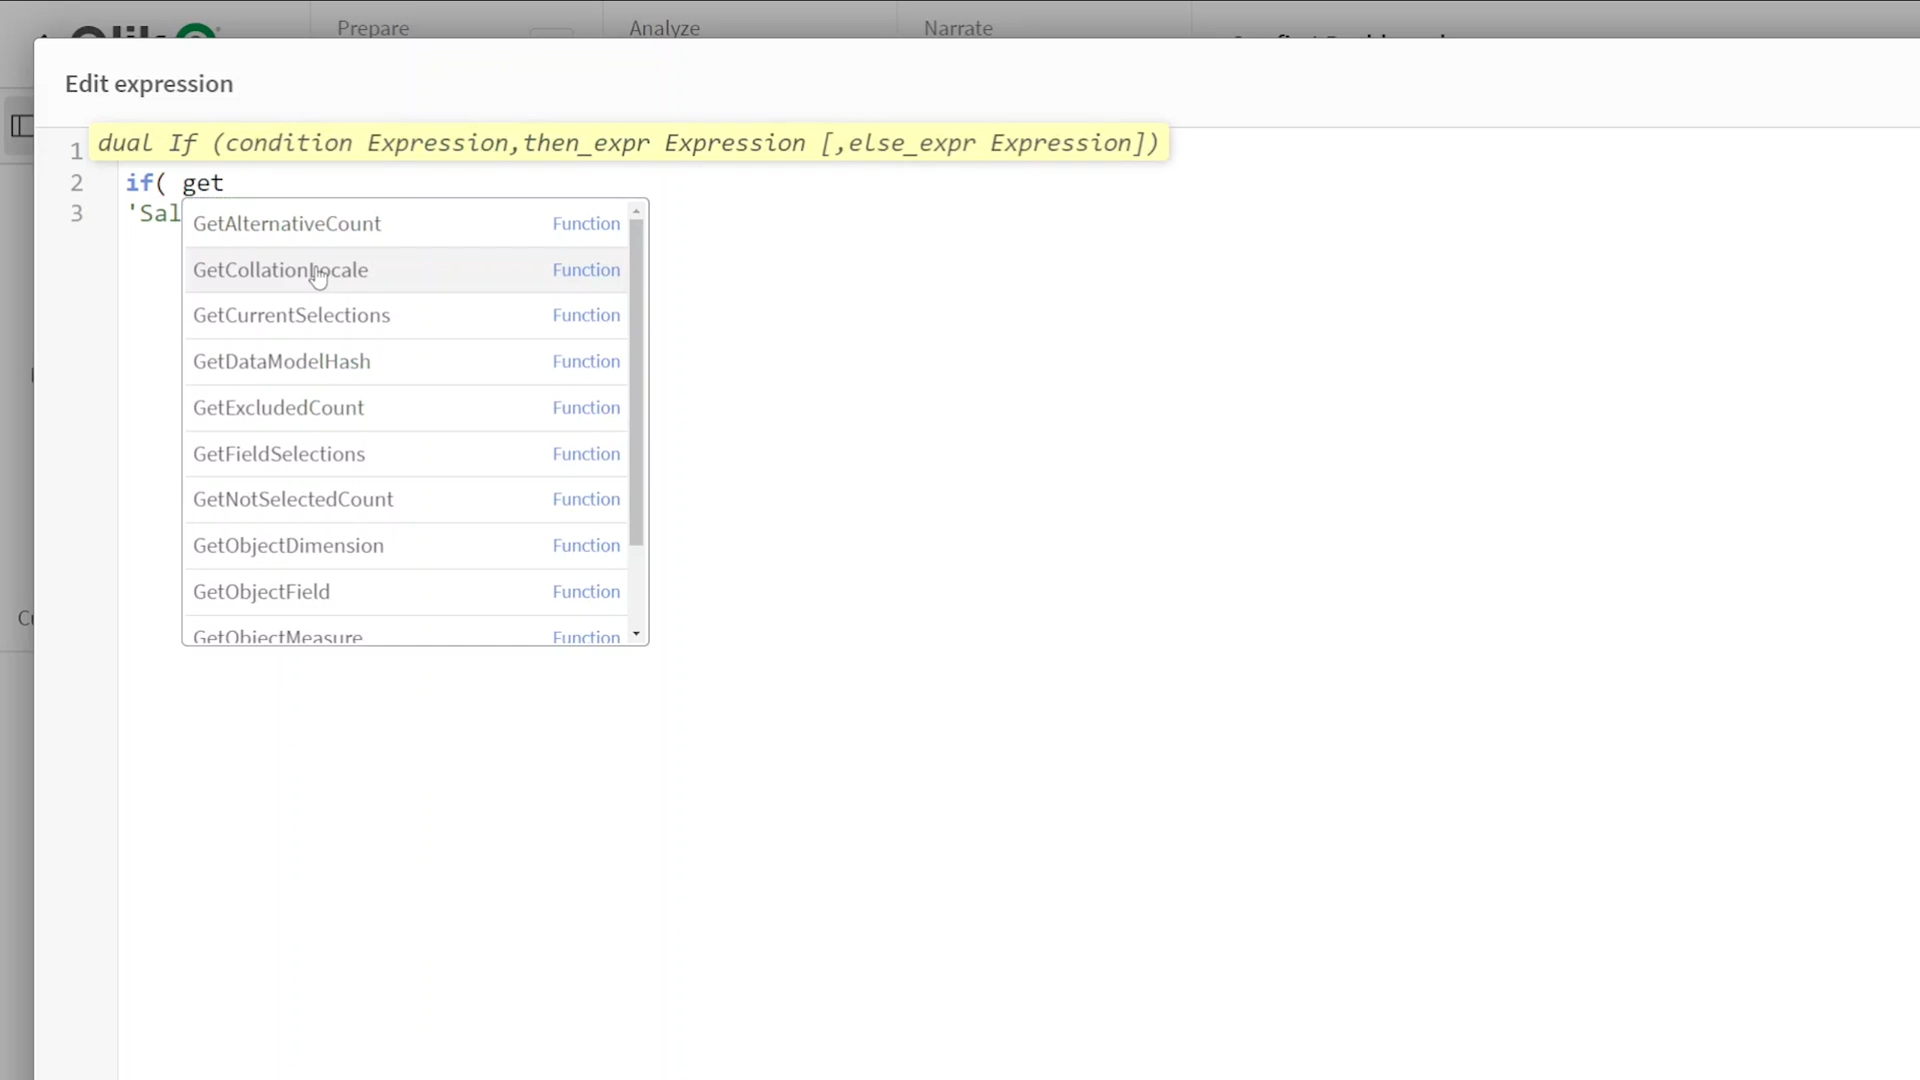 Prepare
Analyze
Narrate
Edit expression
dual If (condition Expression,then_expr Expression [,else_expr Expression])
1
2 if( get
3 'Sal
GetAlternativeCount Function
GetCollationLocale Function
GetCurrentSelections Function
GetDataModelHash Function
GetExcludedCount Function
GetFieldSelections Function
GetNotSelectedCount Function
GetObjectDimension Function
GetObjectField Function
GetObjectMeasure Function